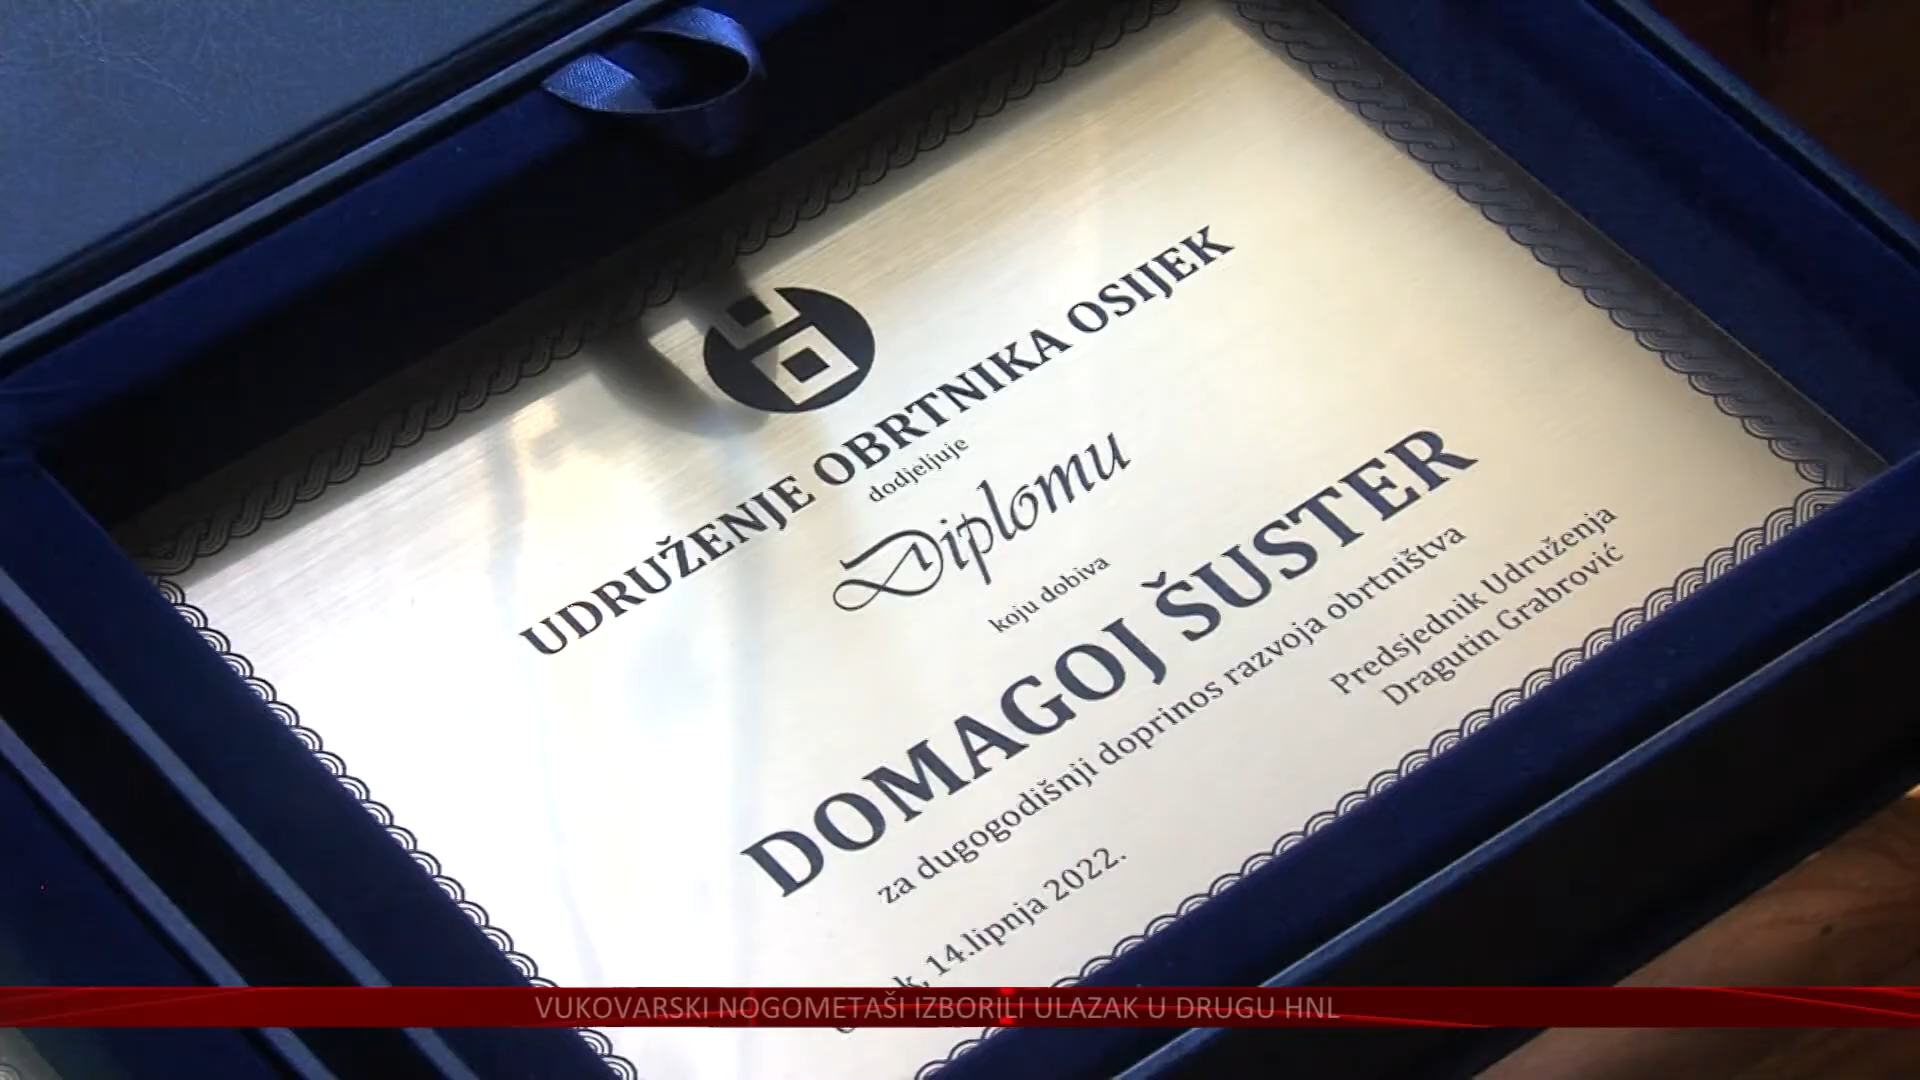 UDRUŽENJE OBRTNIKA OSIJEK
dodjeljuje
Diplomu
koju dobiva
DOMAGOJ ŠUSTER
za dugogodišnji doprinos razvoja obrtništva
Predsjednik Udruženja
Dragutin Grabrović
14.lipnja 2022.
VUKOVARSKI NOGOMETAŠI IZBORILI ULAZAK U DRUGU HNL